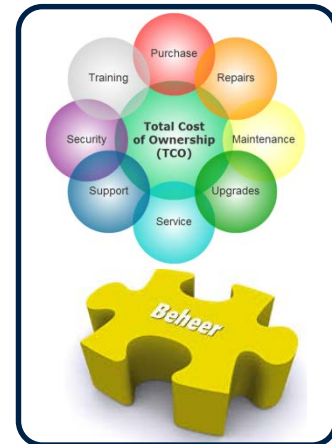 Purchase
Training
Repairs
Total Cost
of Ownership
(TCO)
Security
Maintenance
Support
Upgrades
Service
Beheer